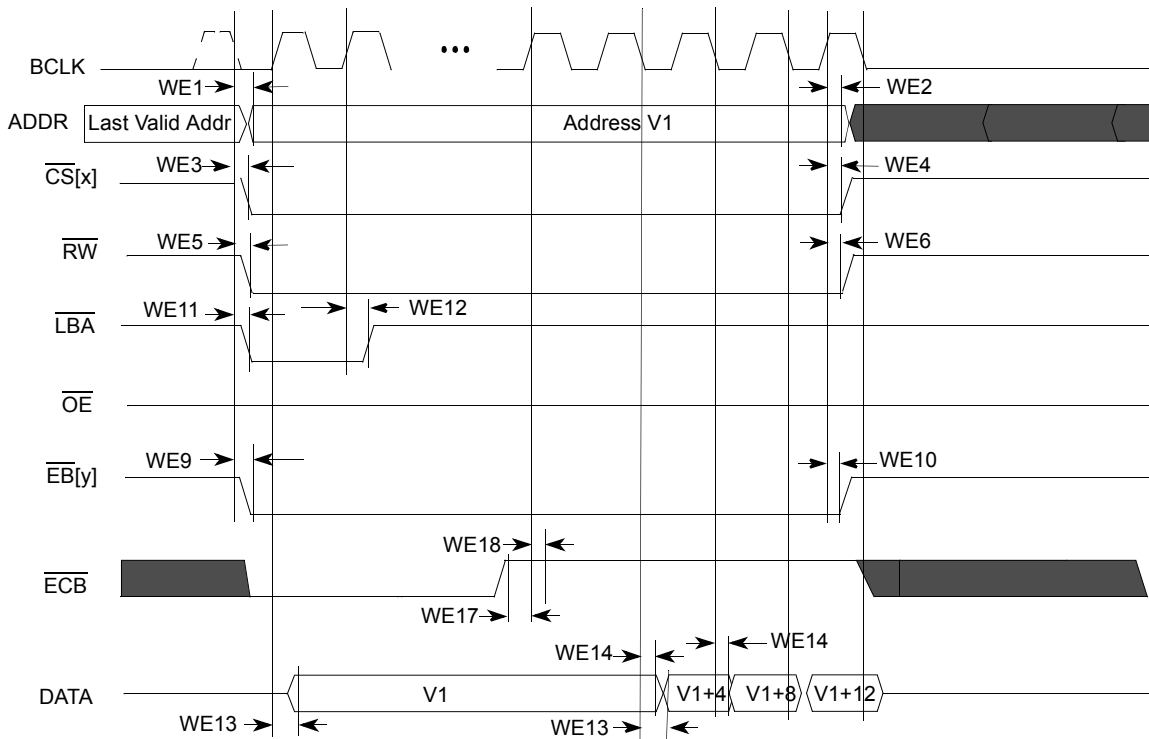 BCLK
•••
WE1
WE2
ADDR
Last Valid Addr
Address V1
WE3
WE4
CS[x]
WE5
WE6
RW
WE11
WE12
LBA
OE
WE9
WE10
EB[y]
WE18
ECB
WE17
WE14
WE14
DATA
V1
V1+4
V1+8
V1+12
WE13
WE13